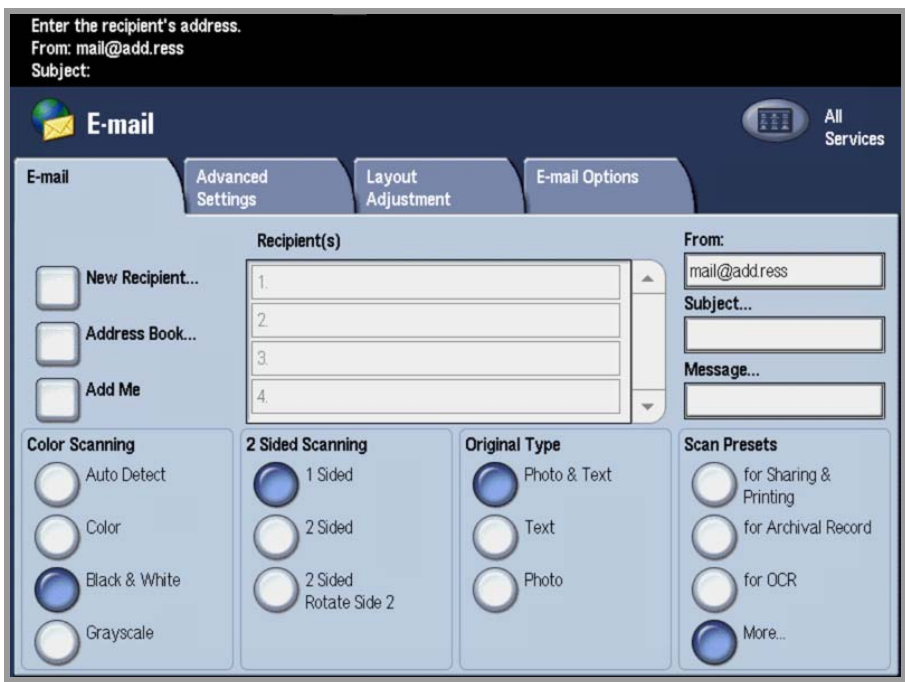 Enter the recipient's address.
From: mail@add.ress
Subject:
E-mail
All
Services
E-mail
Advanced
Settings
Layout
Adjustment
E-mail Options
New Recipient...
Address Book...
Add Me
Recipient(s)
1.
2.
3.
4.
From:
mail@add.ress
Subject...
Message...
Color Scanning
Auto Detect
Color
Black & White
Grayscale
2 Sided Scanning
1 Sided
2 Sided
2 Sided
Rotate Side 2
Original Type
Photo & Text
Text
Photo
Scan Presets
for Sharing &
Printing
for Archival Record
for OCR
More...